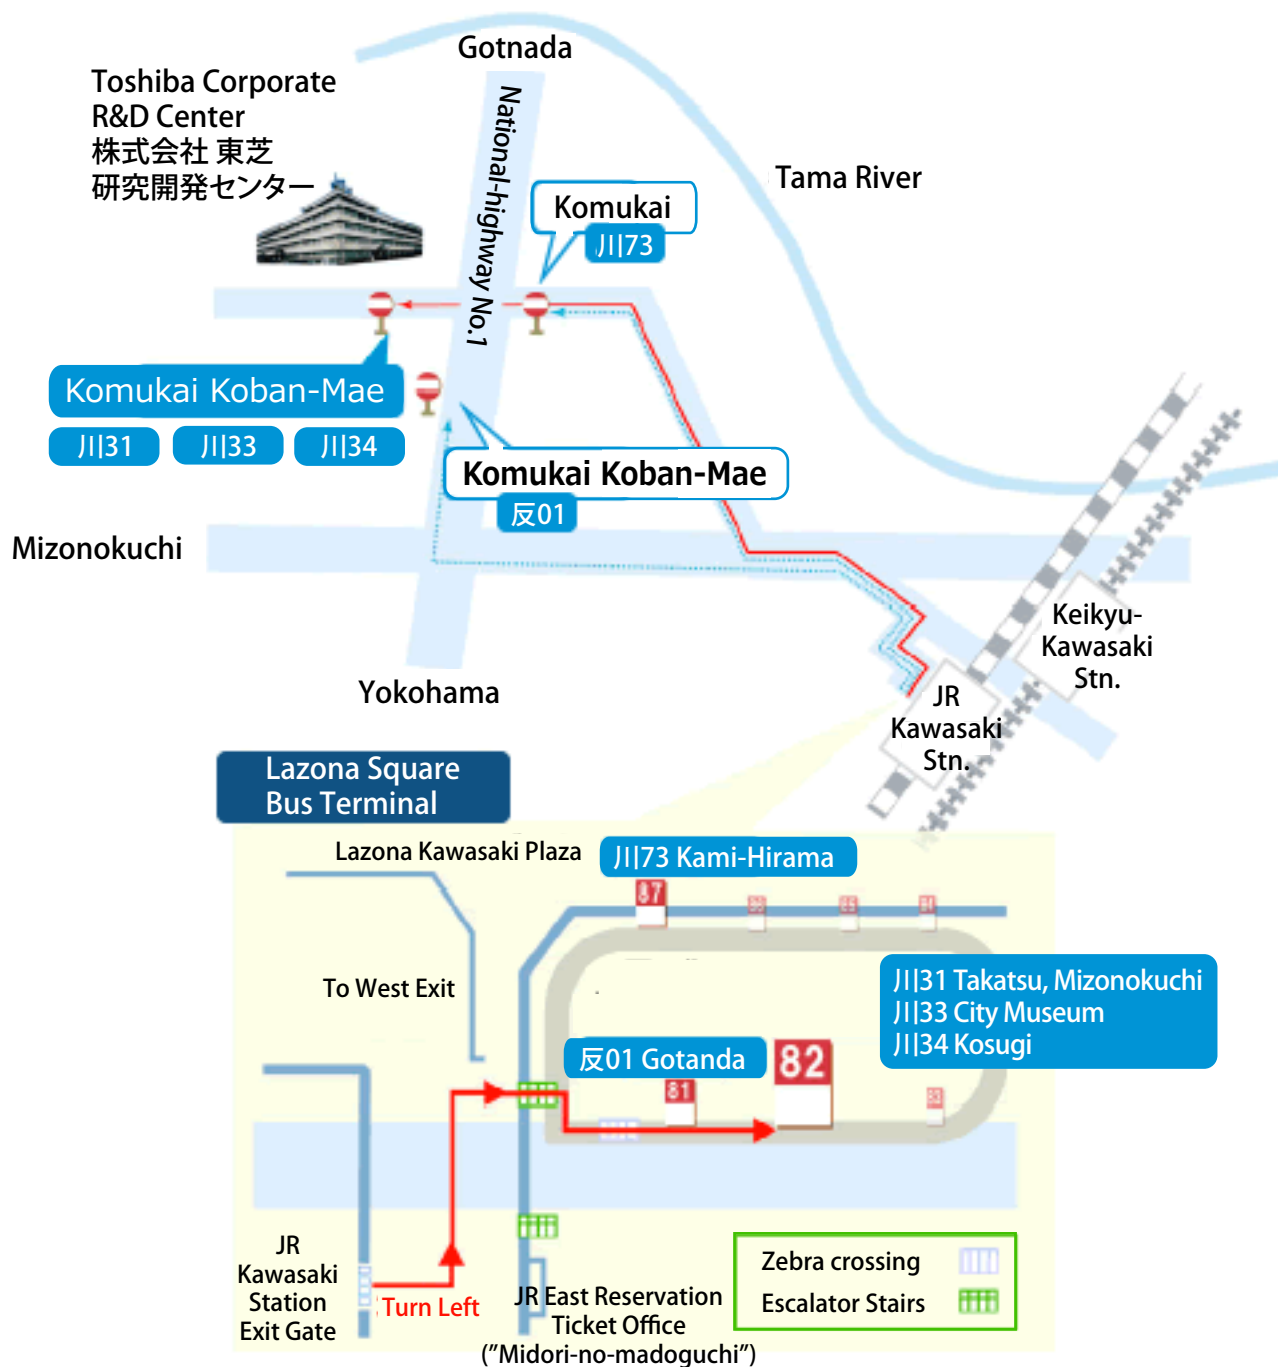 Gotnada
Toshiba Corporate
R&D Center
株式会社 東芝
研究開発センター
National-highway No.1
Tama River
Komukai
川73
Komukai Koban-Mae
川31
川33
川34
Komukai Koban-Mae
反01
Mizonokuchi
Keikyu-
Kawasaki
Stn.
Yokohama
JR
Kawasaki
Stn.
Lazona Square
Bus Terminal
Lazona Kawasaki Plaza
川73 Kami-Hirama
87
To West Exit
川31 Takatsu, Mizonokuchi
川33 City Museum
川34 Kosugi
反01 Gotanda
82
81
JR
Kawasaki
Station
Exit Gate
Turn Left
JR East Reservation
Ticket Office
("Midori-no-madoguchi")
Zebra crossing
Escalator Stairs